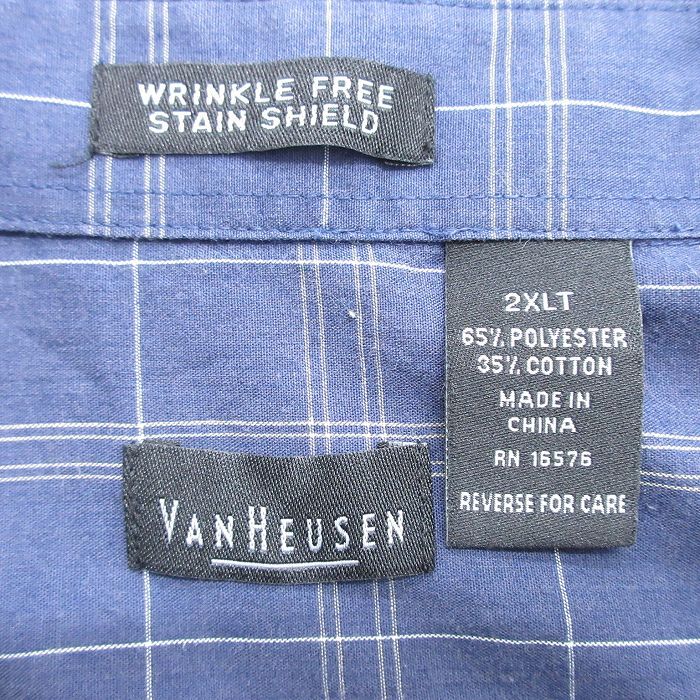 WRINKLE FREE
STAIN SHIELD
2XLT
65% POLYESTER
35% COTTON
MADE IN
CHINA
RN 16576
REVERSE FOR CARE
VANHEUSEN